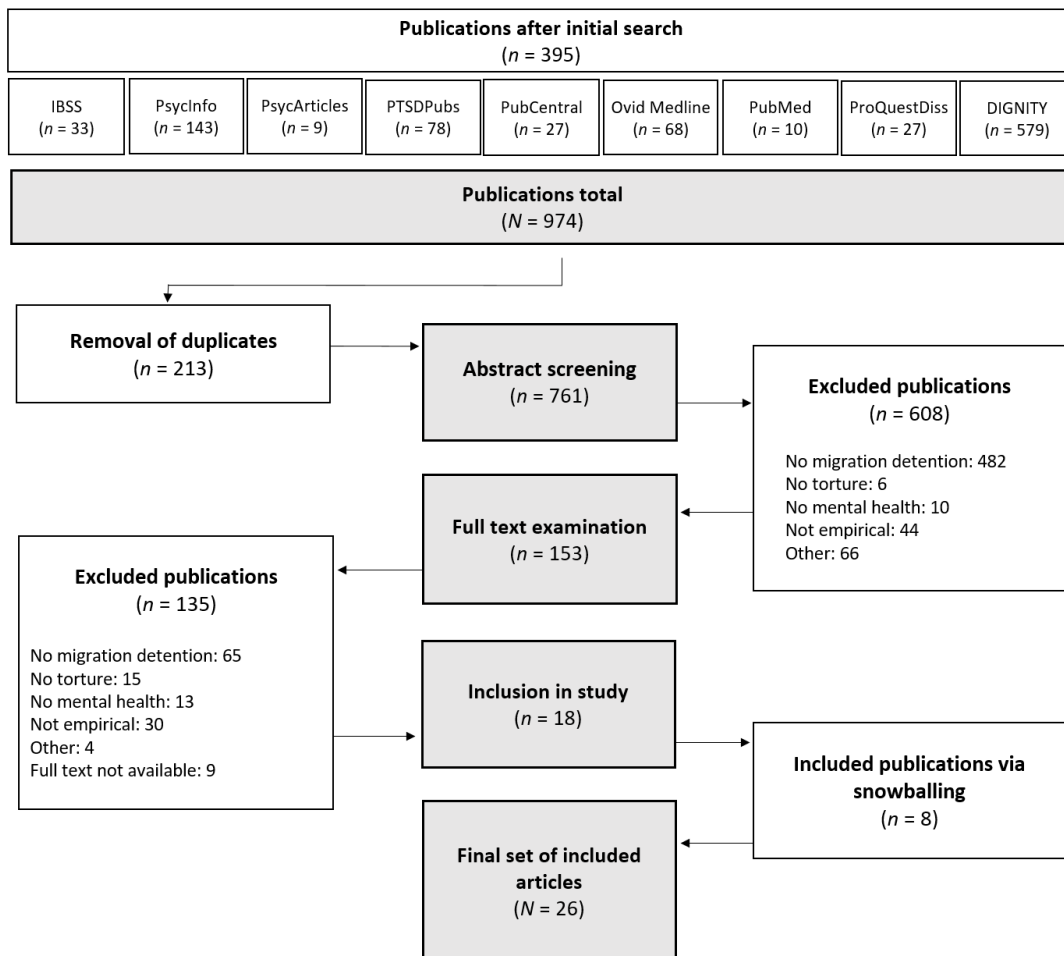 Publications after initial search
(n = 395)
IBSS
(n = 33)
PsycInfo
(n = 143)
PsycArticles
(n = 9)
PTSDPubs
(n = 78)
PubCentral
(n = 27)
Ovid Medline
(n = 68)
PubMed
(n = 10)
ProQuestDiss
(n = 27)
DIGNITY
(n = 579)
Publications total
(N = 974)
Removal of duplicates
(n = 213)
Abstract screening
(n = 761)
Excluded publications
(n = 608)
No migration detention: 482
No torture: 6
No mental health: 10
Not empirical: 44
Other: 66
Full text examination
(n = 153)
Excluded publications
(n = 135)
No migration detention: 65
No torture: 15
No mental health: 13
Not empirical: 30
Other: 4
Full text not available: 9
Inclusion in study
(n = 18)
Included publications via
snowballing
(n = 8)
Final set of included
articles
(N = 26)